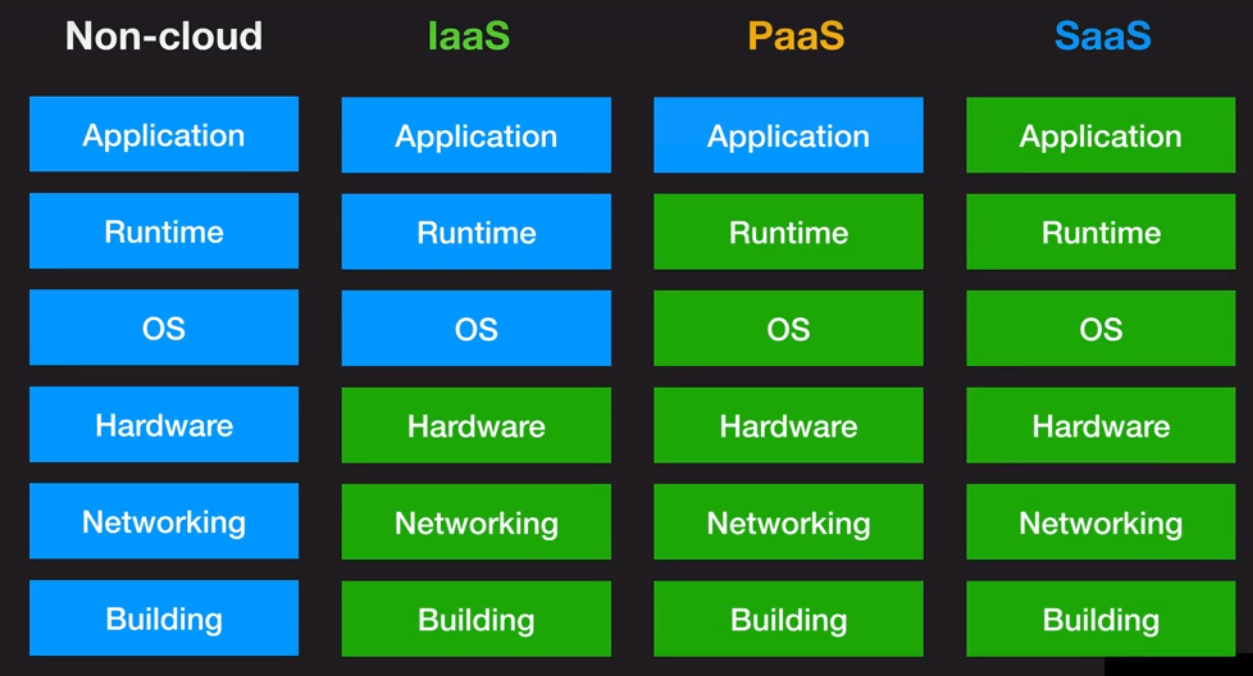 Non-cloud IaaS PaaS SaaS
Application Application Application Application
Runtime Runtime Runtime Runtime
OS OS OS OS
Hardware Hardware Hardware Hardware
Networking Networking Networking Networking
Building Building Building Building